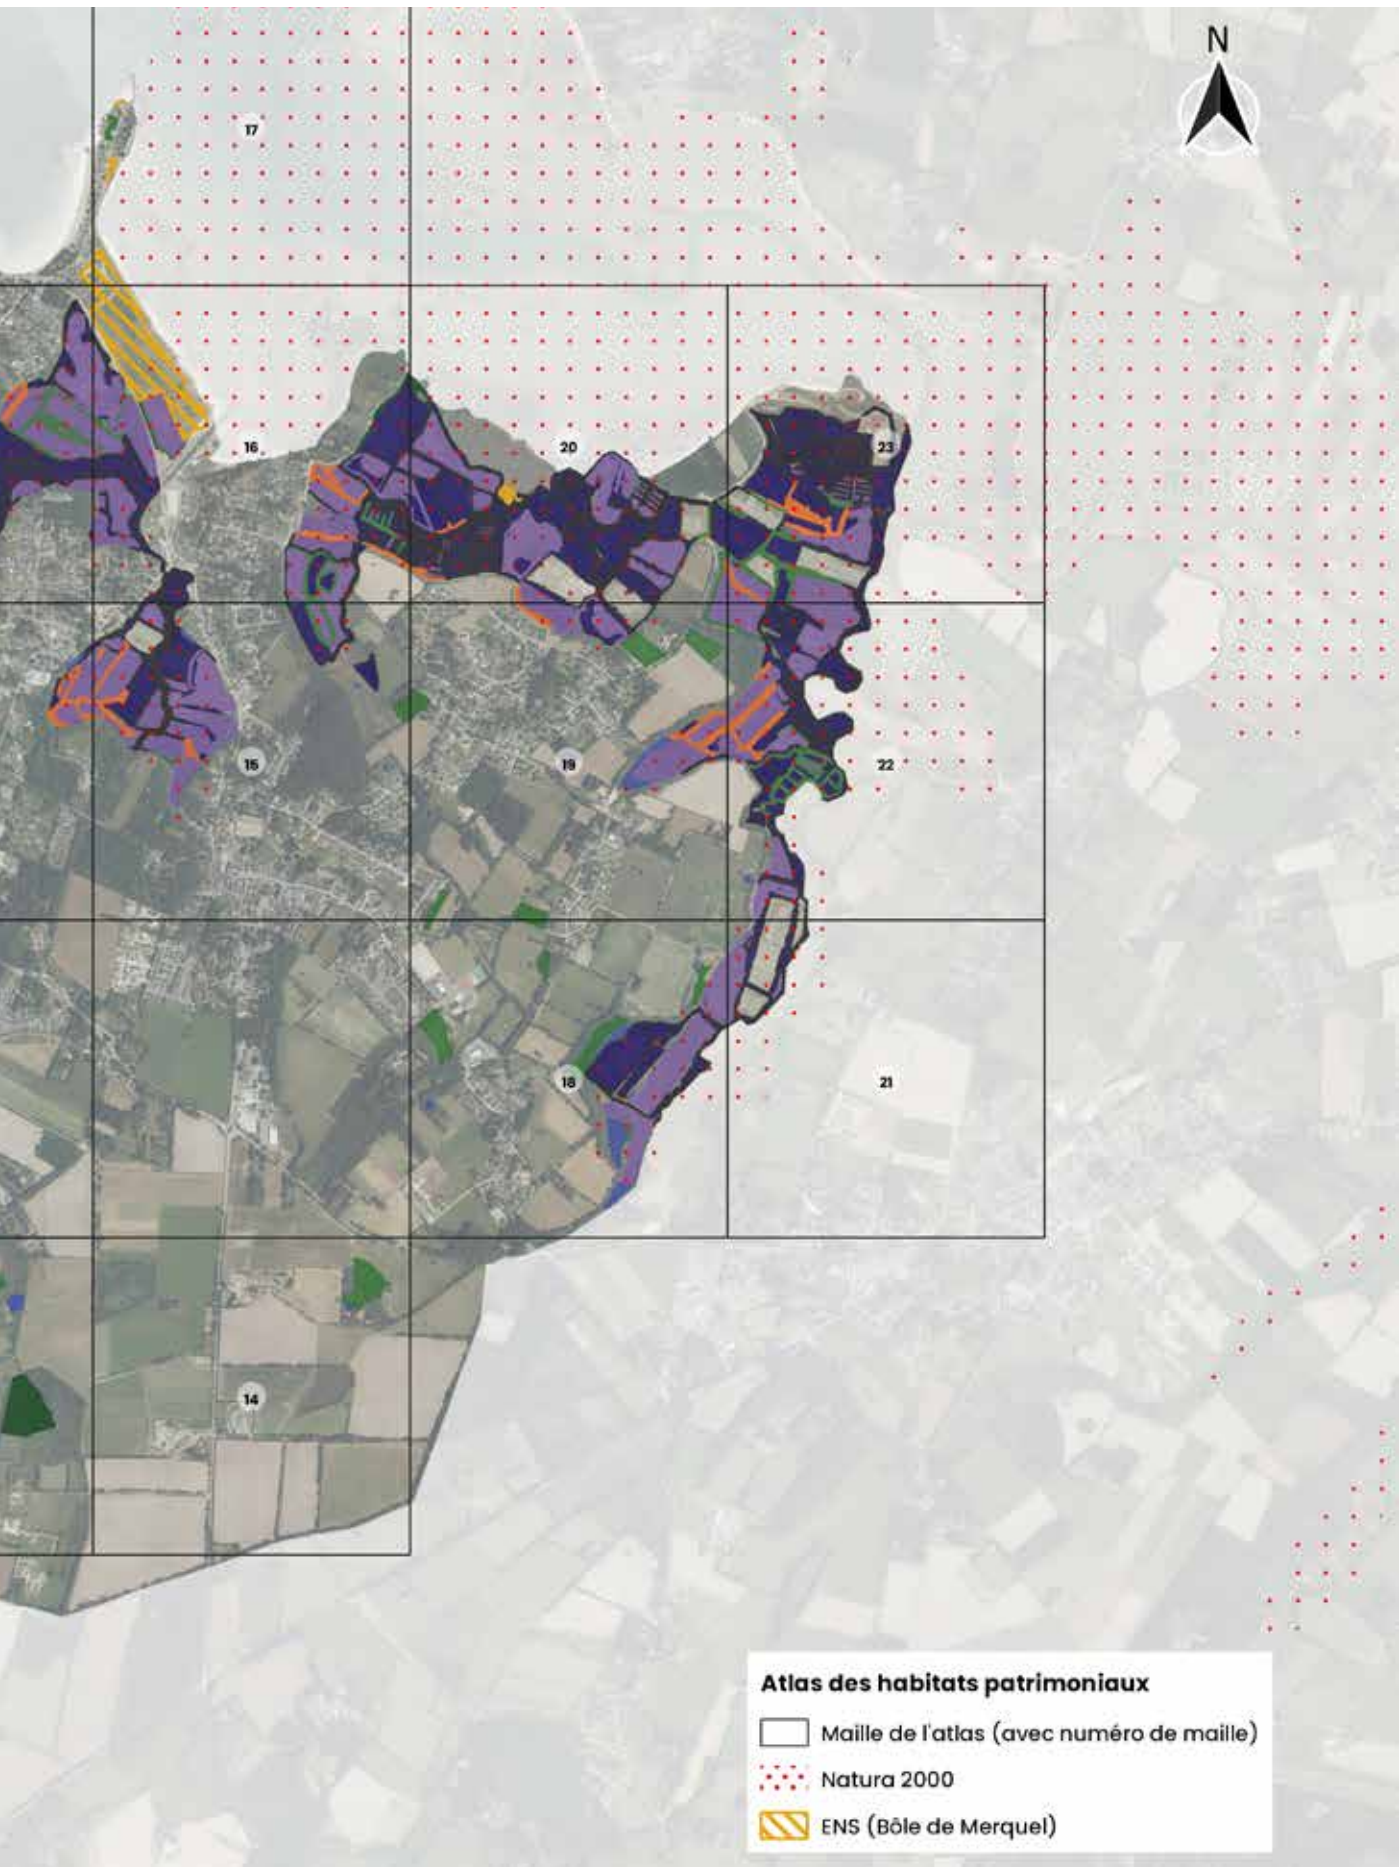 N
17
16
20
23
15
19
22
18
21
14
Atlas des habitats patrimoniaux
Maille de l'atlas (avec numéro de maille)
Natura 2000
ENS (Bôle de Merquel)